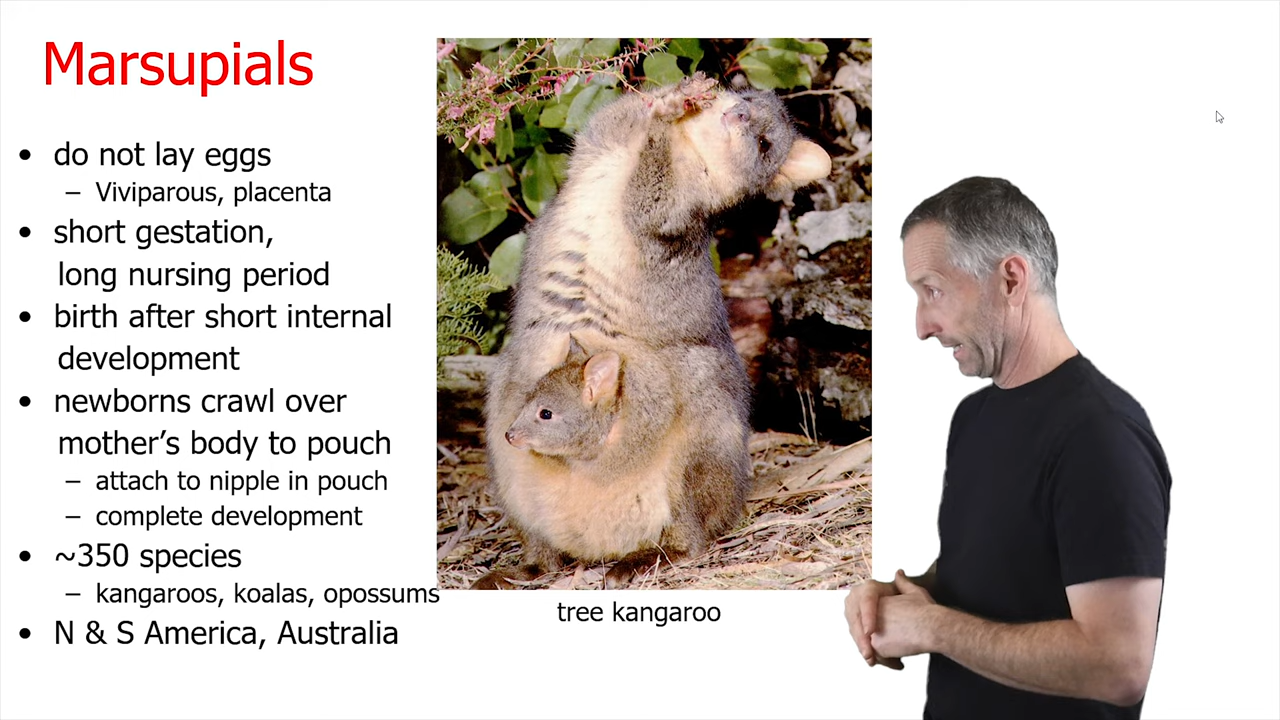 Marsupials
• do not lay eggs
– Viviparous, placenta
• short gestation,
long nursing period
• birth after short internal
development
• newborns crawl over
mother’s body to pouch
– attach to nipple in pouch
– complete development
• ~350 species
– kangaroos, koalas, opossums
• N & S America, Australia
tree kangaroo